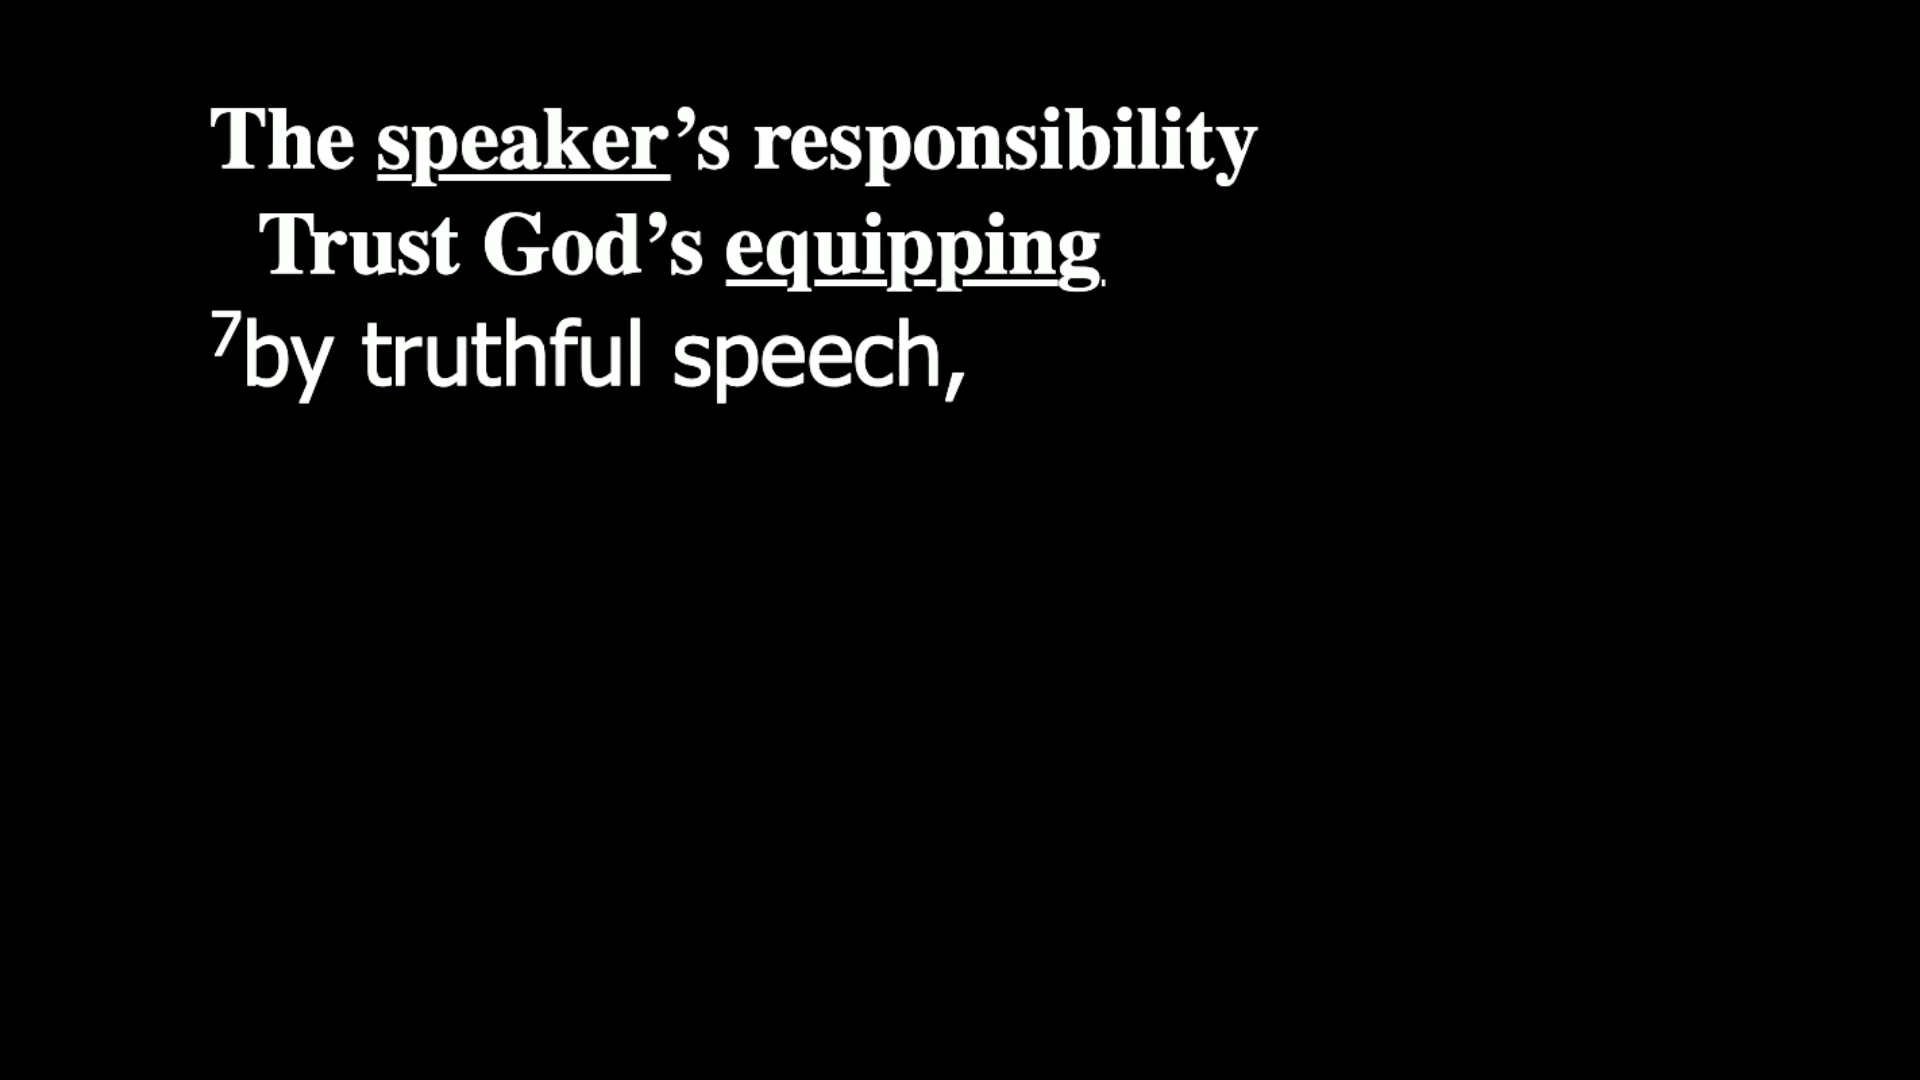 The speaker’s responsibility
Trust God’s equipping
⁷by truthful speech,